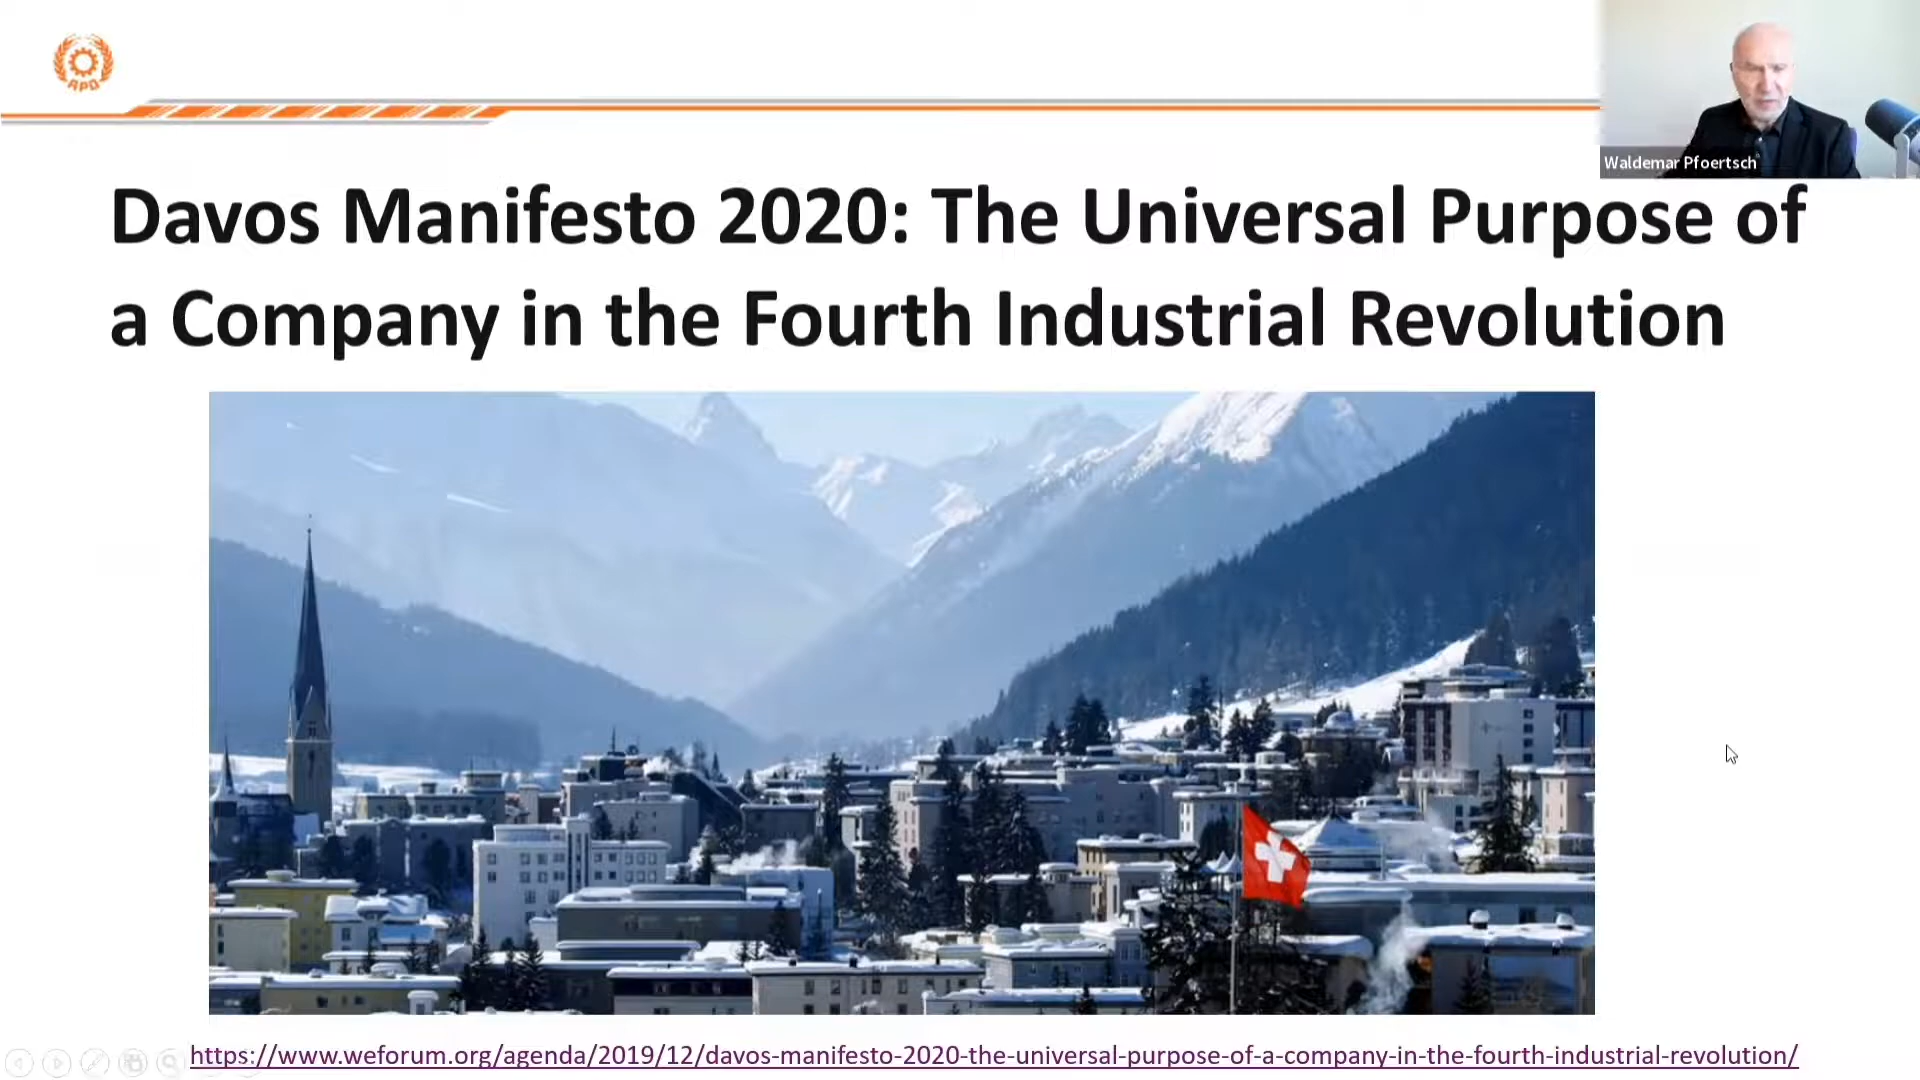 APO
Waldemar Pfoertsch
Davos Manifesto 2020: The Universal Purpose of
a Company in the Fourth Industrial Revolution
https://www.weforum.org/agenda/2019/12/davos-manifesto-2020-the-universal-purpose-of-a-company-in-the-fourth-industrial-revolution/